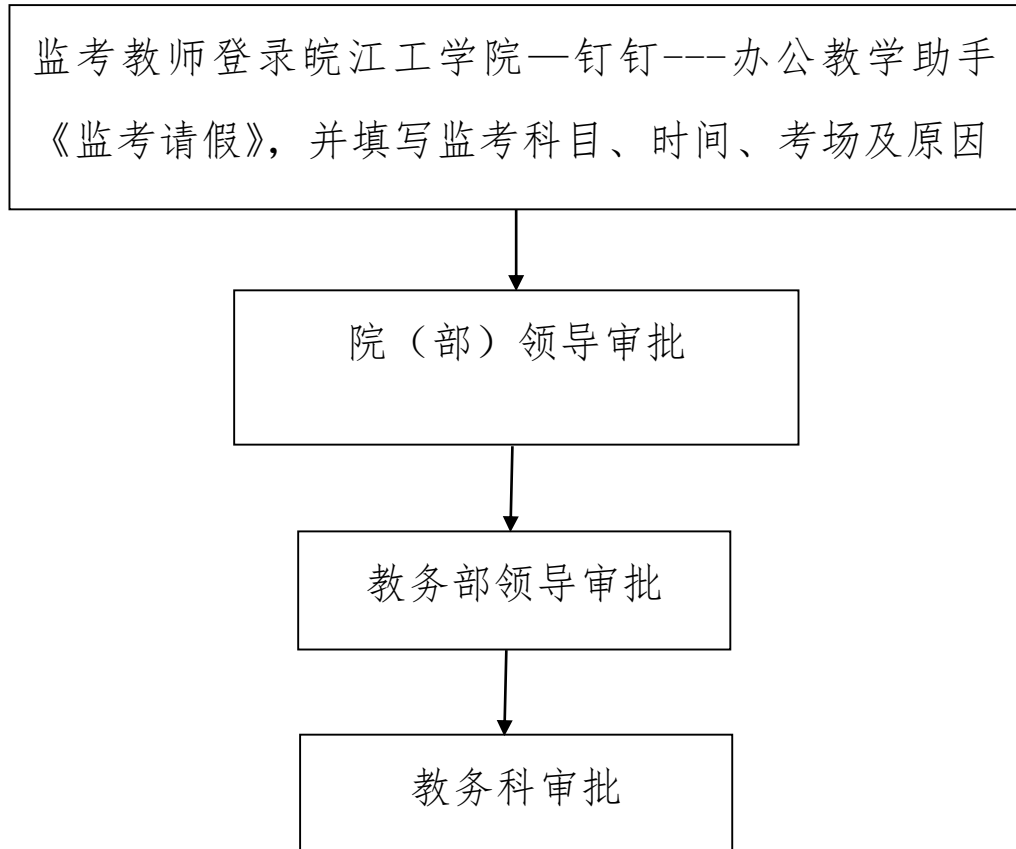 监考教师登录皖江工学院—钉钉---办公教学助手
《监考请假》，并填写监考科目、时间、考场及原因
院（部）领导审批
教务部领导审批
教务科审批